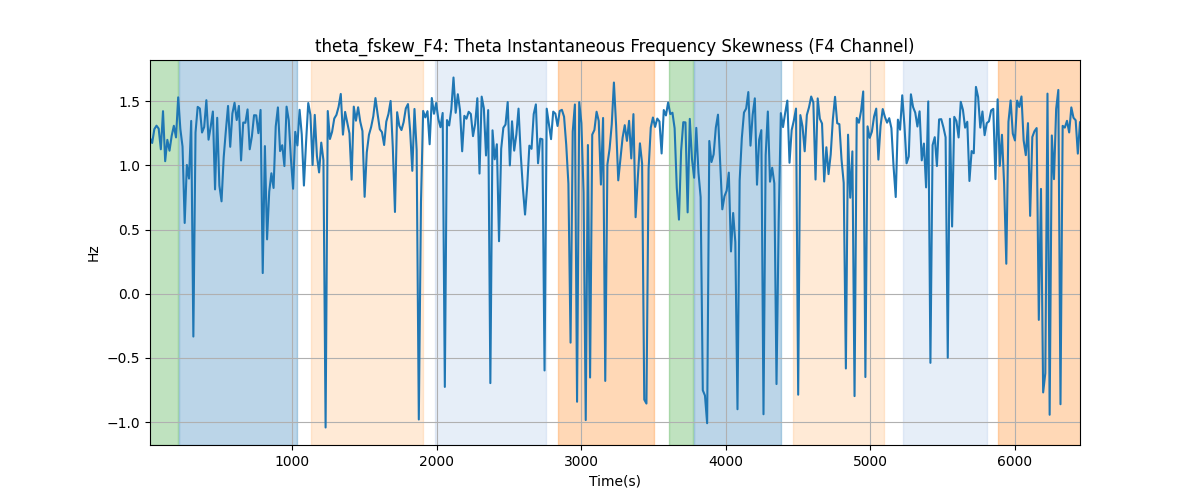 theta_fskew_F4: Theta Instantaneous Frequency Skewness (F4 Channel)
1.5
1.0
0.5
0.0
−0.5
−1.0
Hz
1000 2000 3000 4000 5000 6000
Time(s)